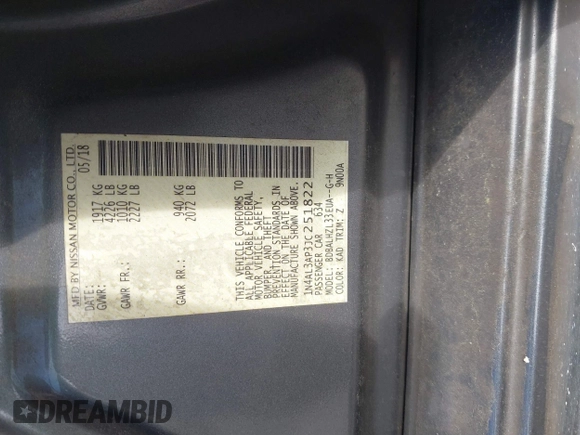 MFD BY NISSAN MOTOR CO., LTD.
DATE: 05/18
GVWR: 1917 KG
4226 LB
GAWR FR.: 1010 KG
2227 LB
GAWR RR.: 940 KG
2072 LB
THIS VEHICLE CONFORMS TO
ALL APPLICABLE FEDERAL
MOTOR VEHICLE SAFETY,
BUMPER AND THEFT
PREVENTION STANDARDS IN
EFFECT ON THE DATE OF
MANUFACTURE SHOWN ABOVE.
1N4AL3AP3JC251822
PASSENGER CAR 634
MODEL: BDBALHZL33EUA--G-H
COLOR: KAD TRIM: Z 9N00A
DREAMBID